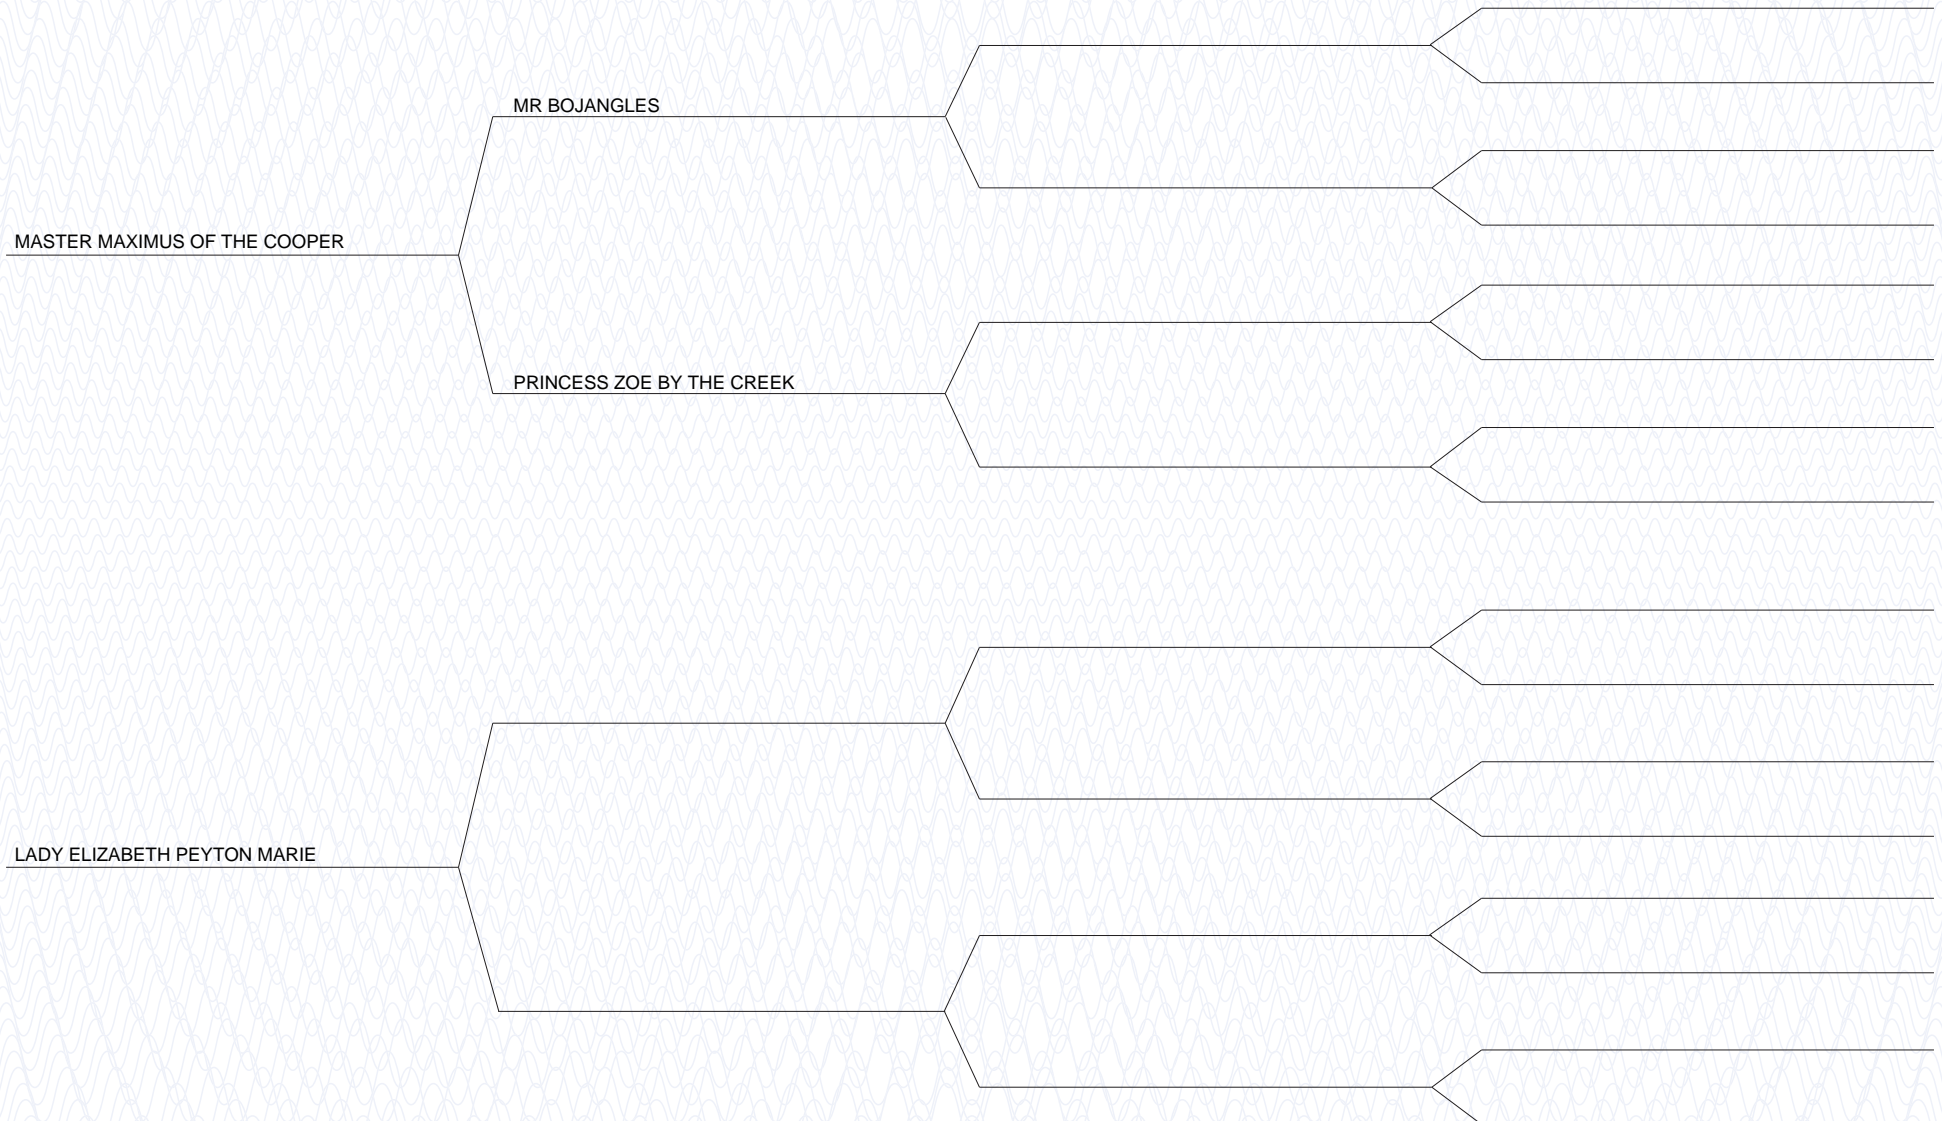 MR BOJANGLES
MASTER MAXIMUS OF THE COOPER
PRINCESS ZOE BY THE CREEK
LADY ELIZABETH PEYTON MARIE